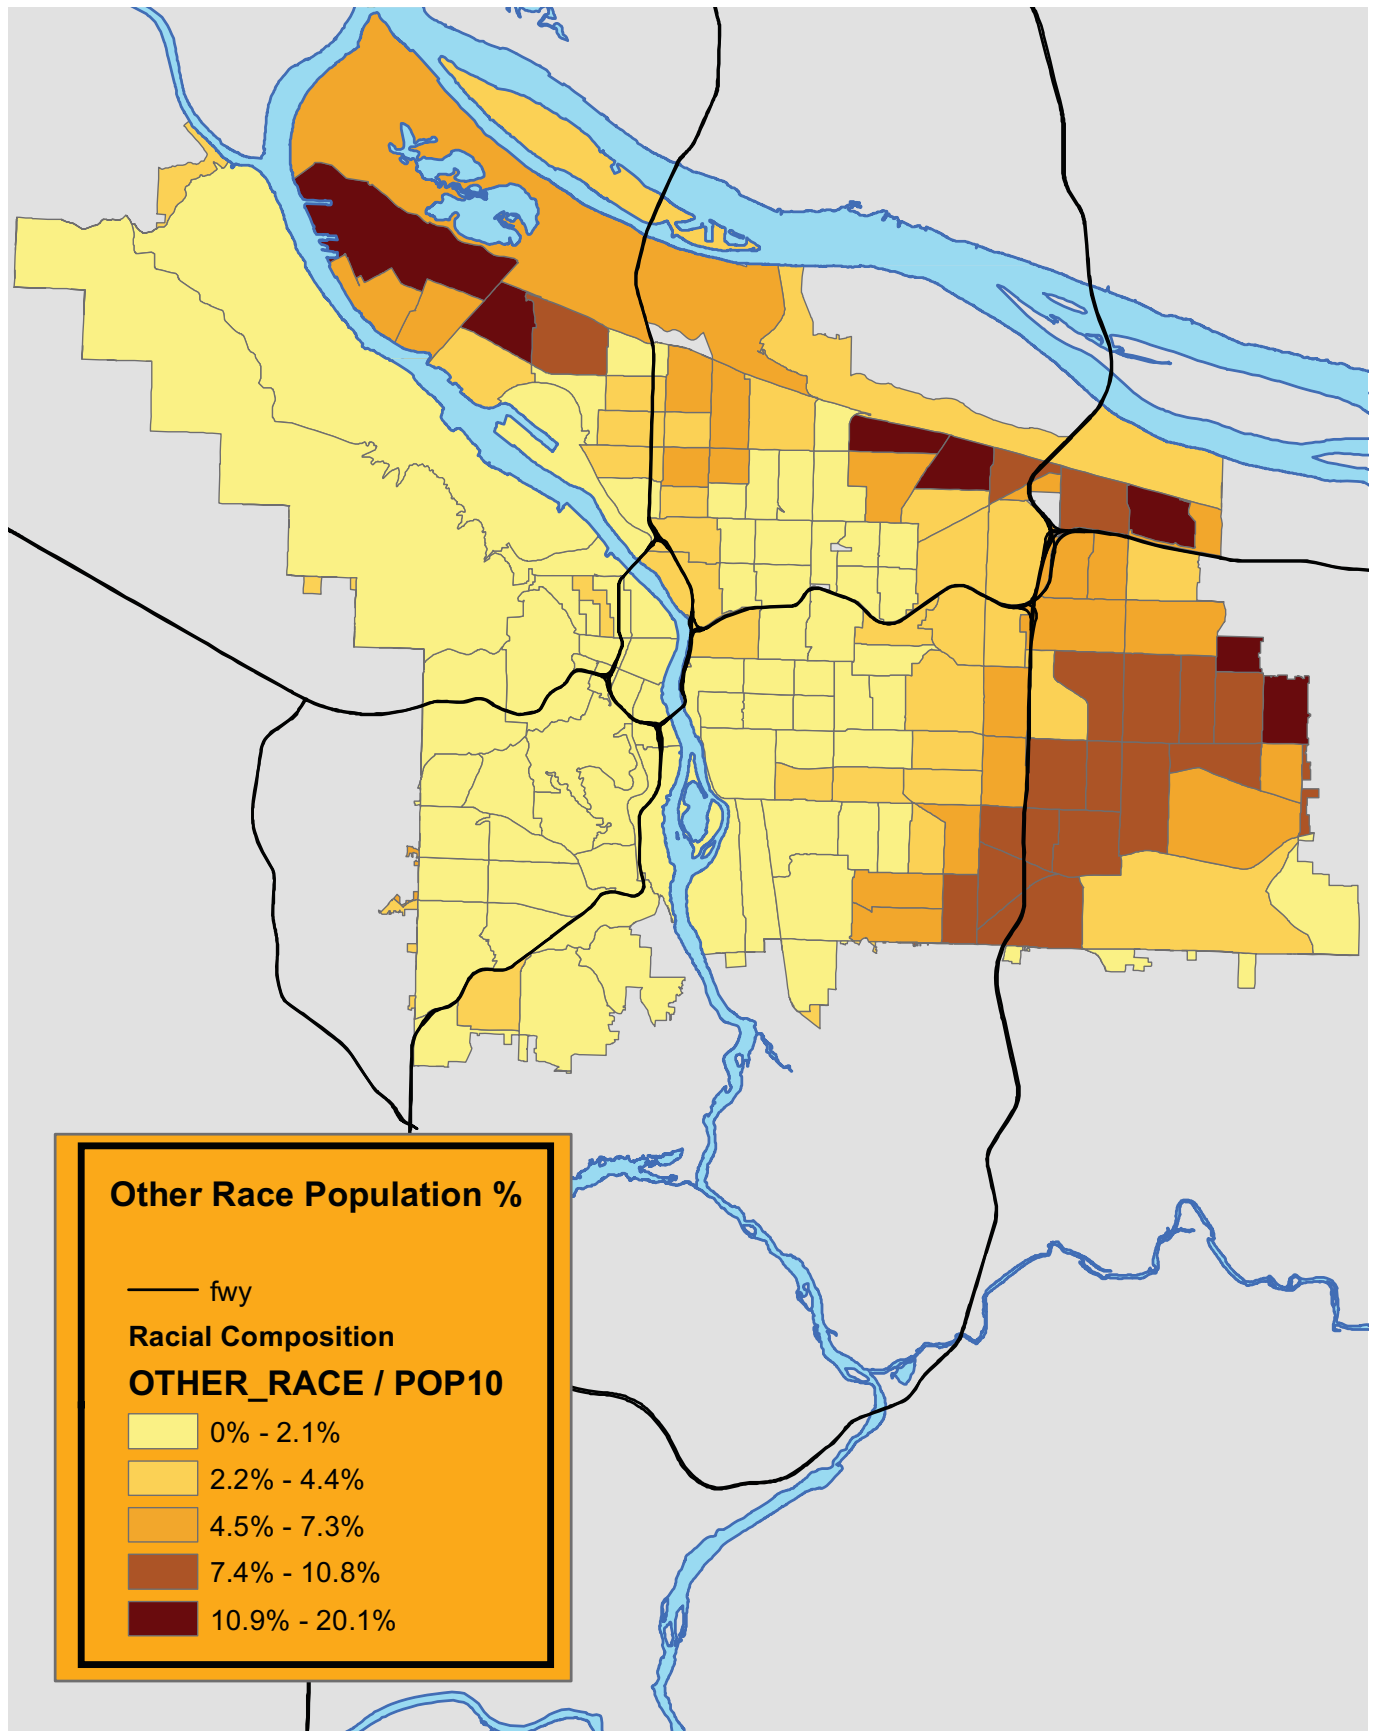 Other Race Population %
fwy
Racial Composition
OTHER_RACE / POP10
0% - 2.1%
2.2% - 4.4%
4.5% - 7.3%
7.4% - 10.8%
10.9% - 20.1%